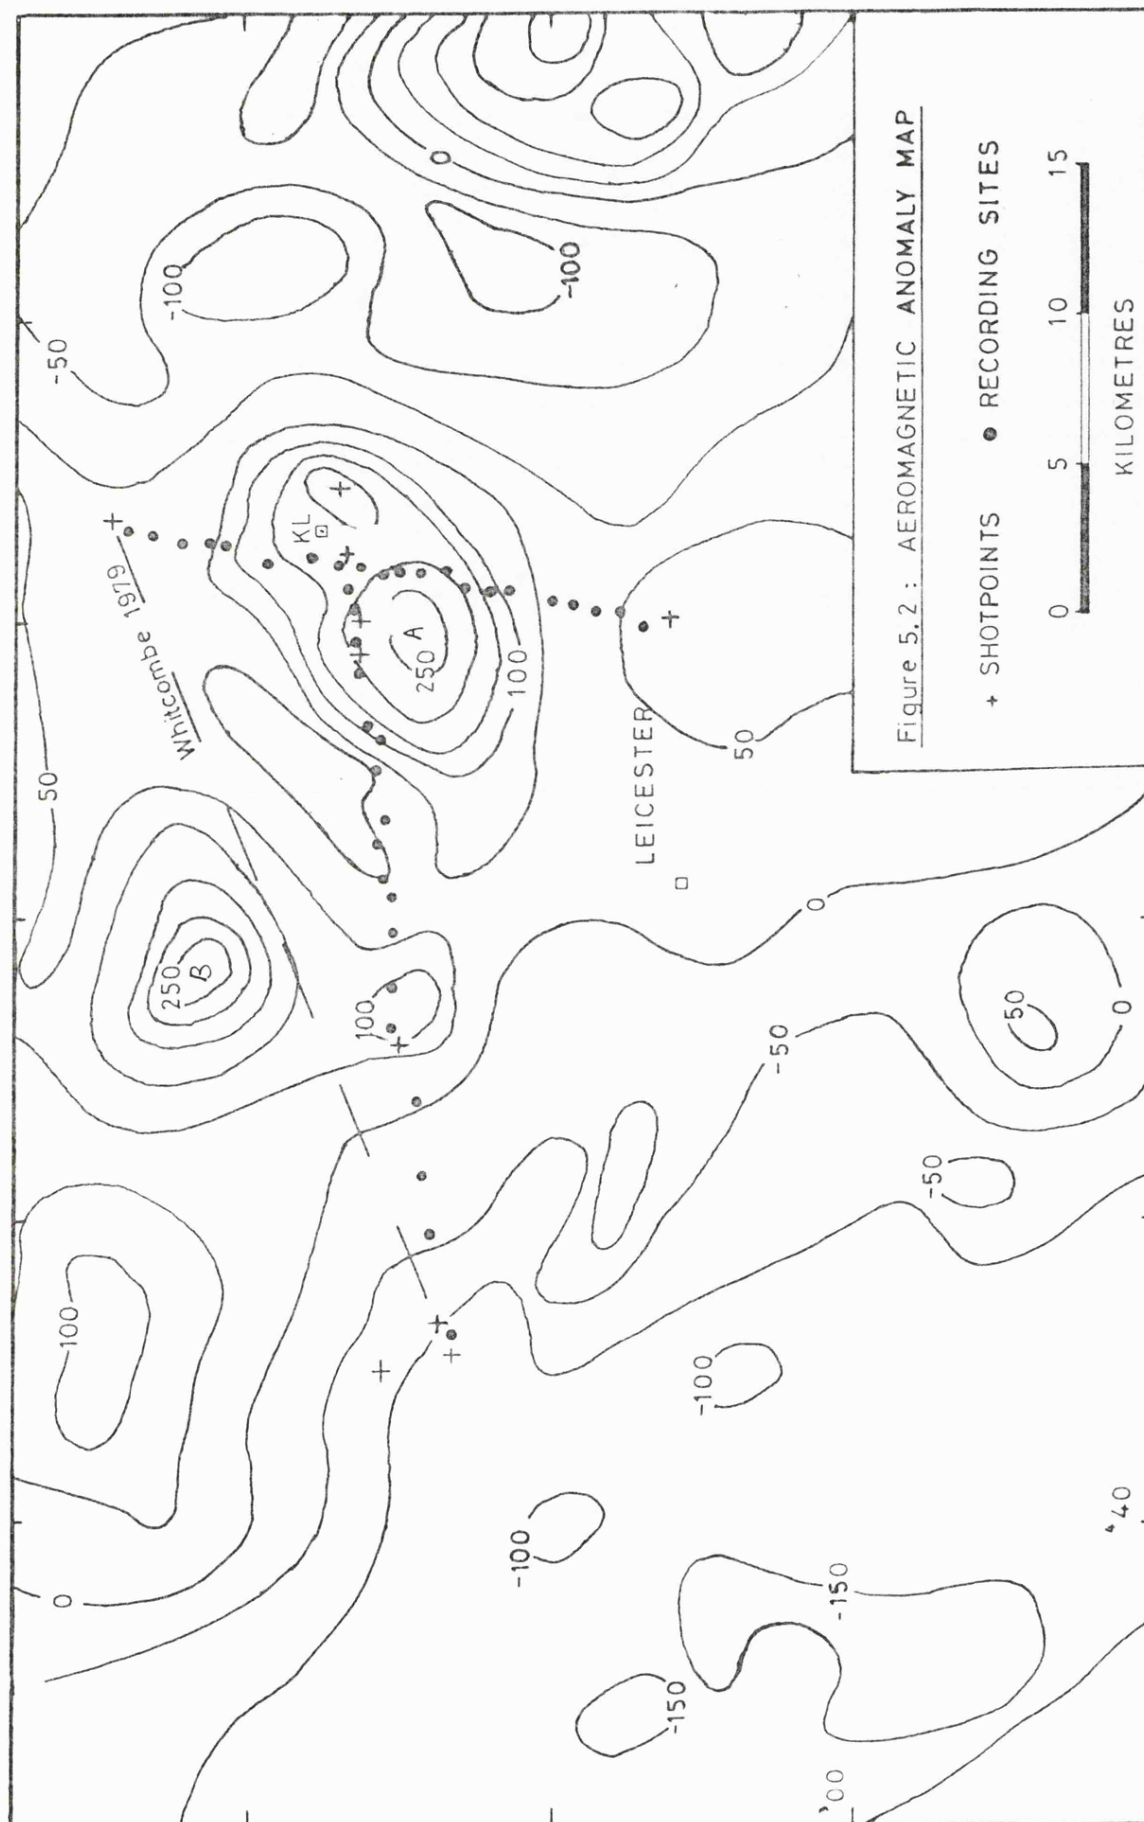 50
-50
-100
0
-100
Whitcombe 1979
KL
250
B
250
A
100
100
100
LEICESTER
50
0
-50
50
0
-50
0
-100
-100
-150
-150
⁴40
³00
Figure 5.2 : AEROMAGNETIC ANOMALY MAP
+ SHOTPOINTS ● RECORDING SITES
0 5 10 15
KILOMETRES